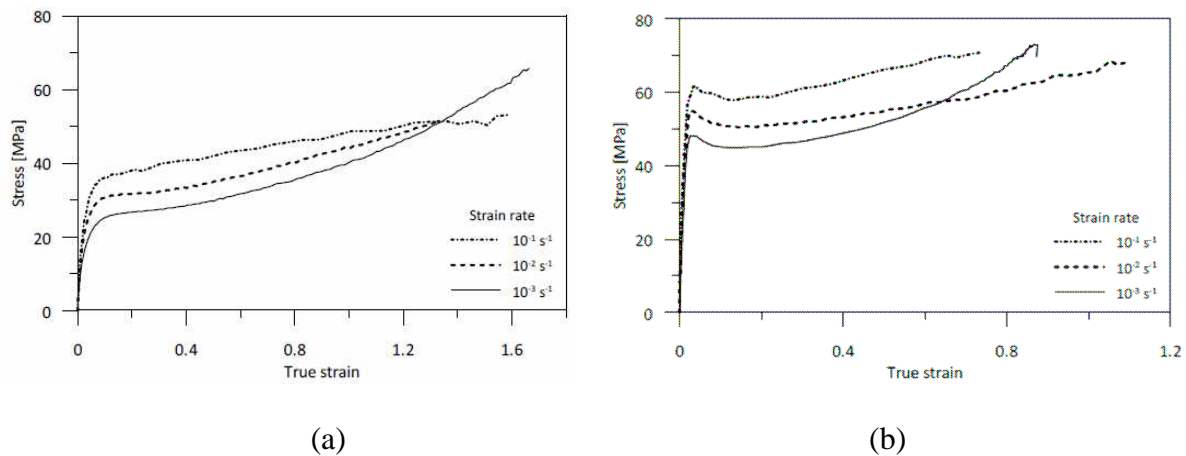 80
60
40
20
0
Stress [MPa]
Strain rate
10⁻¹ s⁻¹
10⁻² s⁻¹
10⁻³ s⁻¹
0 0.4 0.8 1.2 1.6
True strain
(a)
80
60
40
20
0
Stress [MPa]
Strain rate
10⁻¹ s⁻¹
10⁻² s⁻¹
10⁻³ s⁻¹
0 0.4 0.8 1.2
True strain
(b)